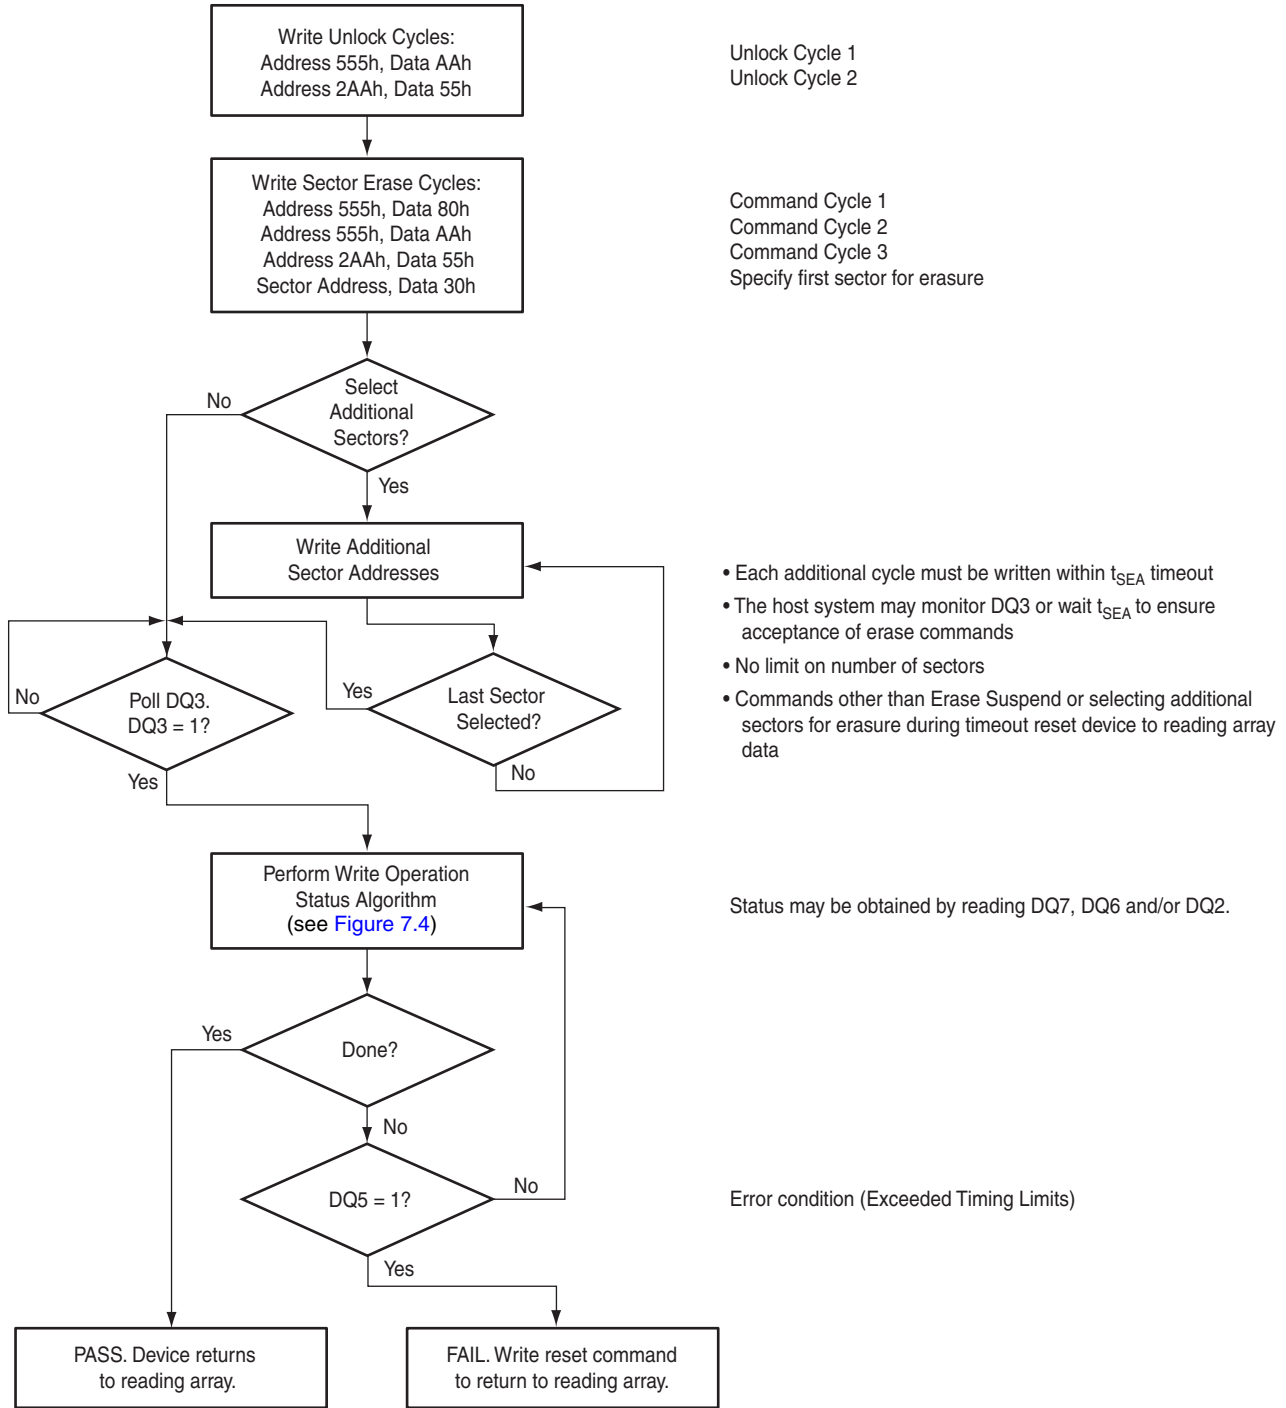 Write Unlock Cycles:
Address 555h, Data AAh
Address 2AAh, Data 55h
Unlock Cycle 1
Unlock Cycle 2
Write Sector Erase Cycles:
Address 555h, Data 80h
Address 555h, Data AAh
Address 2AAh, Data 55h
Sector Address, Data 30h
Command Cycle 1
Command Cycle 2
Command Cycle 3
Specify first sector for erasure
Select
Additional
Sectors?
No
Yes
Write Additional
Sector Addresses
• Each additional cycle must be written within tSEA timeout
• The host system may monitor DQ3 or wait tSEA to ensure
acceptance of erase commands
• No limit on number of sectors
• Commands other than Erase Suspend or selecting additional
sectors for erasure during timeout reset device to reading array
data
No
Poll DQ3.
DQ3 = 1?
Yes
Yes
Last Sector
Selected?
No
Perform Write Operation
Status Algorithm
(see Figure 7.4)
Status may be obtained by reading DQ7, DQ6 and/or DQ2.
Yes
Done?
No
DQ5 = 1?
No
Error condition (Exceeded Timing Limits)
Yes
PASS. Device returns
to reading array.
FAIL. Write reset command
to return to reading array.